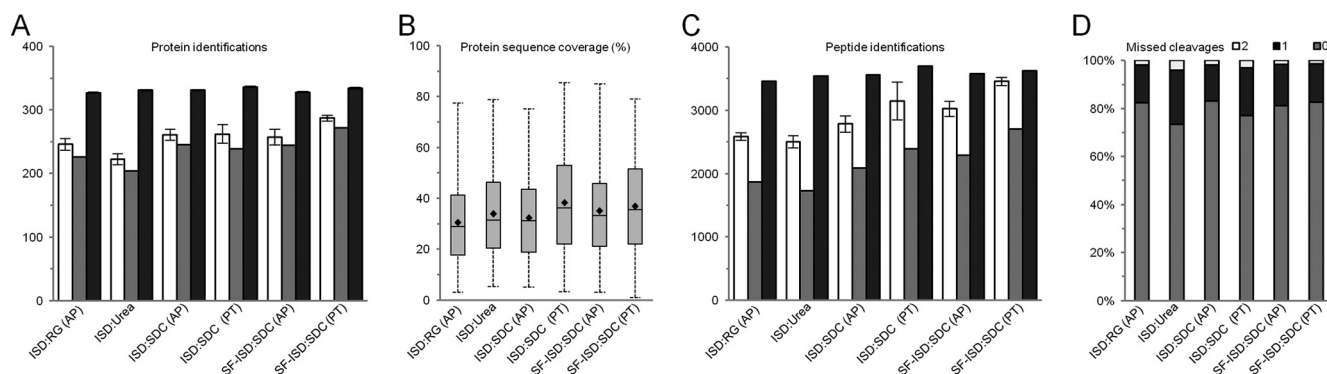 A
Protein identifications
400
300
200
100
0
ISD:RG (AP)
ISD:Urea
ISD:SDC (AP)
ISD:SDC (PT)
SF-ISD:SDC (AP)
SF-ISD:SDC (PT)
B
Protein sequence coverage (%)
100
80
60
40
20
0
ISD:RG (AP)
ISD:Urea
ISD:SDC (AP)
ISD:SDC (PT)
SF-ISD:SDC (AP)
SF-ISD:SDC (PT)
C
Peptide identifications
4000
3000
2000
1000
0
ISD:RG (AP)
ISD:Urea
ISD:SDC (AP)
ISD:SDC (PT)
SF-ISD:SDC (AP)
SF-ISD:SDC (PT)
D
Missed cleavages 2 1 0
100%
80%
60%
40%
20%
0%
ISD:RG (AP)
ISD:Urea
ISD:SDC (AP)
ISD:SDC (PT)
SF-ISD:SDC (AP)
SF-ISD:SDC (PT)